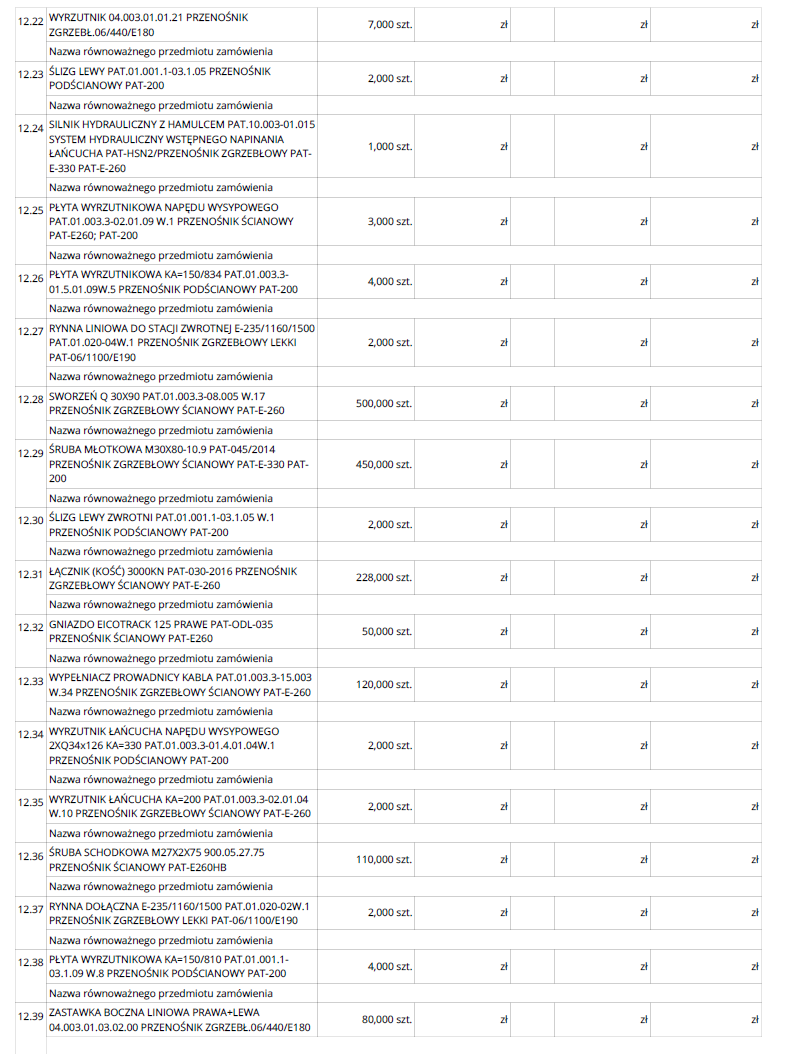 12.22 WYRZUTNIK 04.003.01.01.21 PRZENOŚNIK
ZGRZEBŁ.06/440/E180
7,000 szt. zł zł zł
Nazwa równoważnego przedmiotu zamówienia
12.23 ŚLIZG LEWY PAT.01.001.1-03.1.05 PRZENOŚNIK
PODŚCIANOWY PAT-200
2,000 szt. zł zł zł
Nazwa równoważnego przedmiotu zamówienia
12.24 SILNIK HYDRAULICZNY Z HAMULCEM PAT.10.003-01.015
SYSTEM HYDRAULICZNY WSTĘPNEGO NAPINANIA
ŁAŃCUCHA PAT-HSN2/PRZENOŚNIK ZGRZEBŁOWY PAT-
E-330 PAT-E-260
1,000 szt. zł zł zł
Nazwa równoważnego przedmiotu zamówienia
12.25 PŁYTA WYRZUTNIKOWA NAPĘDU WYSYPOWEGO
PAT.01.003.3-02.01.09 W.1 PRZENOŚNIK ŚCIANOWY
PAT-E260; PAT-200
3,000 szt. zł zł zł
Nazwa równoważnego przedmiotu zamówienia
12.26 PŁYTA WYRZUTNIKOWA KA=150/834 PAT.01.003.3-
01.5.01.09W.5 PRZENOŚNIK PODŚCIANOWY PAT-200
4,000 szt. zł zł zł
Nazwa równoważnego przedmiotu zamówienia
12.27 RYNNA LINIOWA DO STACJI ZWROTNEJ E-235/1160/1500
PAT.01.020-04W.1 PRZENOŚNIK ZGRZEBŁOWY LEKKI
PAT-06/1100/E190
2,000 szt. zł zł zł
Nazwa równoważnego przedmiotu zamówienia
12.28 SWORZEŃ Q 30X90 PAT.01.003.3-08.005 W.17
PRZENOŚNIK ZGRZEBŁOWY ŚCIANOWY PAT-E-260
500,000 szt. zł zł zł
Nazwa równoważnego przedmiotu zamówienia
12.29 ŚRUBA MŁOTKOWA M30X80-10.9 PAT-045/2014
PRZENOŚNIK ZGRZEBŁOWY ŚCIANOWY PAT-E-330 PAT-
200
450,000 szt. zł zł zł
Nazwa równoważnego przedmiotu zamówienia
12.30 ŚLIZG LEWY ZWROTNI PAT.01.001.1-03.1.05 W.1
PRZENOŚNIK PODŚCIANOWY PAT-200
2,000 szt. zł zł zł
Nazwa równoważnego przedmiotu zamówienia
12.31 ŁĄCZNIK (KOŚĆ) 3000KN PAT-030-2016 PRZENOŚNIK
ZGRZEBŁOWY ŚCIANOWY PAT-E-260
228,000 szt. zł zł zł
Nazwa równoważnego przedmiotu zamówienia
12.32 GNIAZDO EICOTRACK 125 PRAWE PAT-ODL-035
PRZENOŚNIK ŚCIANOWY PAT-E260
50,000 szt. zł zł zł
Nazwa równoważnego przedmiotu zamówienia
12.33 WYPEŁNIACZ PROWADNICY KABLA PAT.01.003.3-15.003
W.34 PRZENOŚNIK ZGRZEBŁOWY ŚCIANOWY PAT-E-260
120,000 szt. zł zł zł
Nazwa równoważnego przedmiotu zamówienia
12.34 WYRZUTNIK ŁAŃCUCHA NAPĘDU WYSYPOWEGO
2XQ34x126 KA=330 PAT.01.003.3-01.4.01.04W.1
PRZENOŚNIK PODŚCIANOWY PAT-200
2,000 szt. zł zł zł
Nazwa równoważnego przedmiotu zamówienia
12.35 WYRZUTNIK ŁAŃCUCHA KA=200 PAT.01.003.3-02.01.04
W.10 PRZENOŚNIK ZGRZEBŁOWY ŚCIANOWY PAT-E-260
2,000 szt. zł zł zł
Nazwa równoważnego przedmiotu zamówienia
12.36 ŚRUBA SCHODKOWA M27X2X75 900.05.27.75
PRZENOŚNIK ŚCIANOWY PAT-E260HB
110,000 szt. zł zł zł
Nazwa równoważnego przedmiotu zamówienia
12.37 RYNNA DOŁĄCZNA E-235/1160/1500 PAT.01.020-02W.1
PRZENOŚNIK ZGRZEBŁOWY LEKKI PAT-06/1100/E190
2,000 szt. zł zł zł
Nazwa równoważnego przedmiotu zamówienia
12.38 PŁYTA WYRZUTNIKOWA KA=150/810 PAT.01.001.1-
03.1.09 W.8 PRZENOŚNIK PODŚCIANOWY PAT-200
4,000 szt. zł zł zł
Nazwa równoważnego przedmiotu zamówienia
12.39 ZASTAWKA BOCZNA LINIOWA PRAWA+LEWA
04.003.01.03.02.00 PRZENOŚNIK ZGRZEBŁ.06/440/E180
80,000 szt. zł zł zł